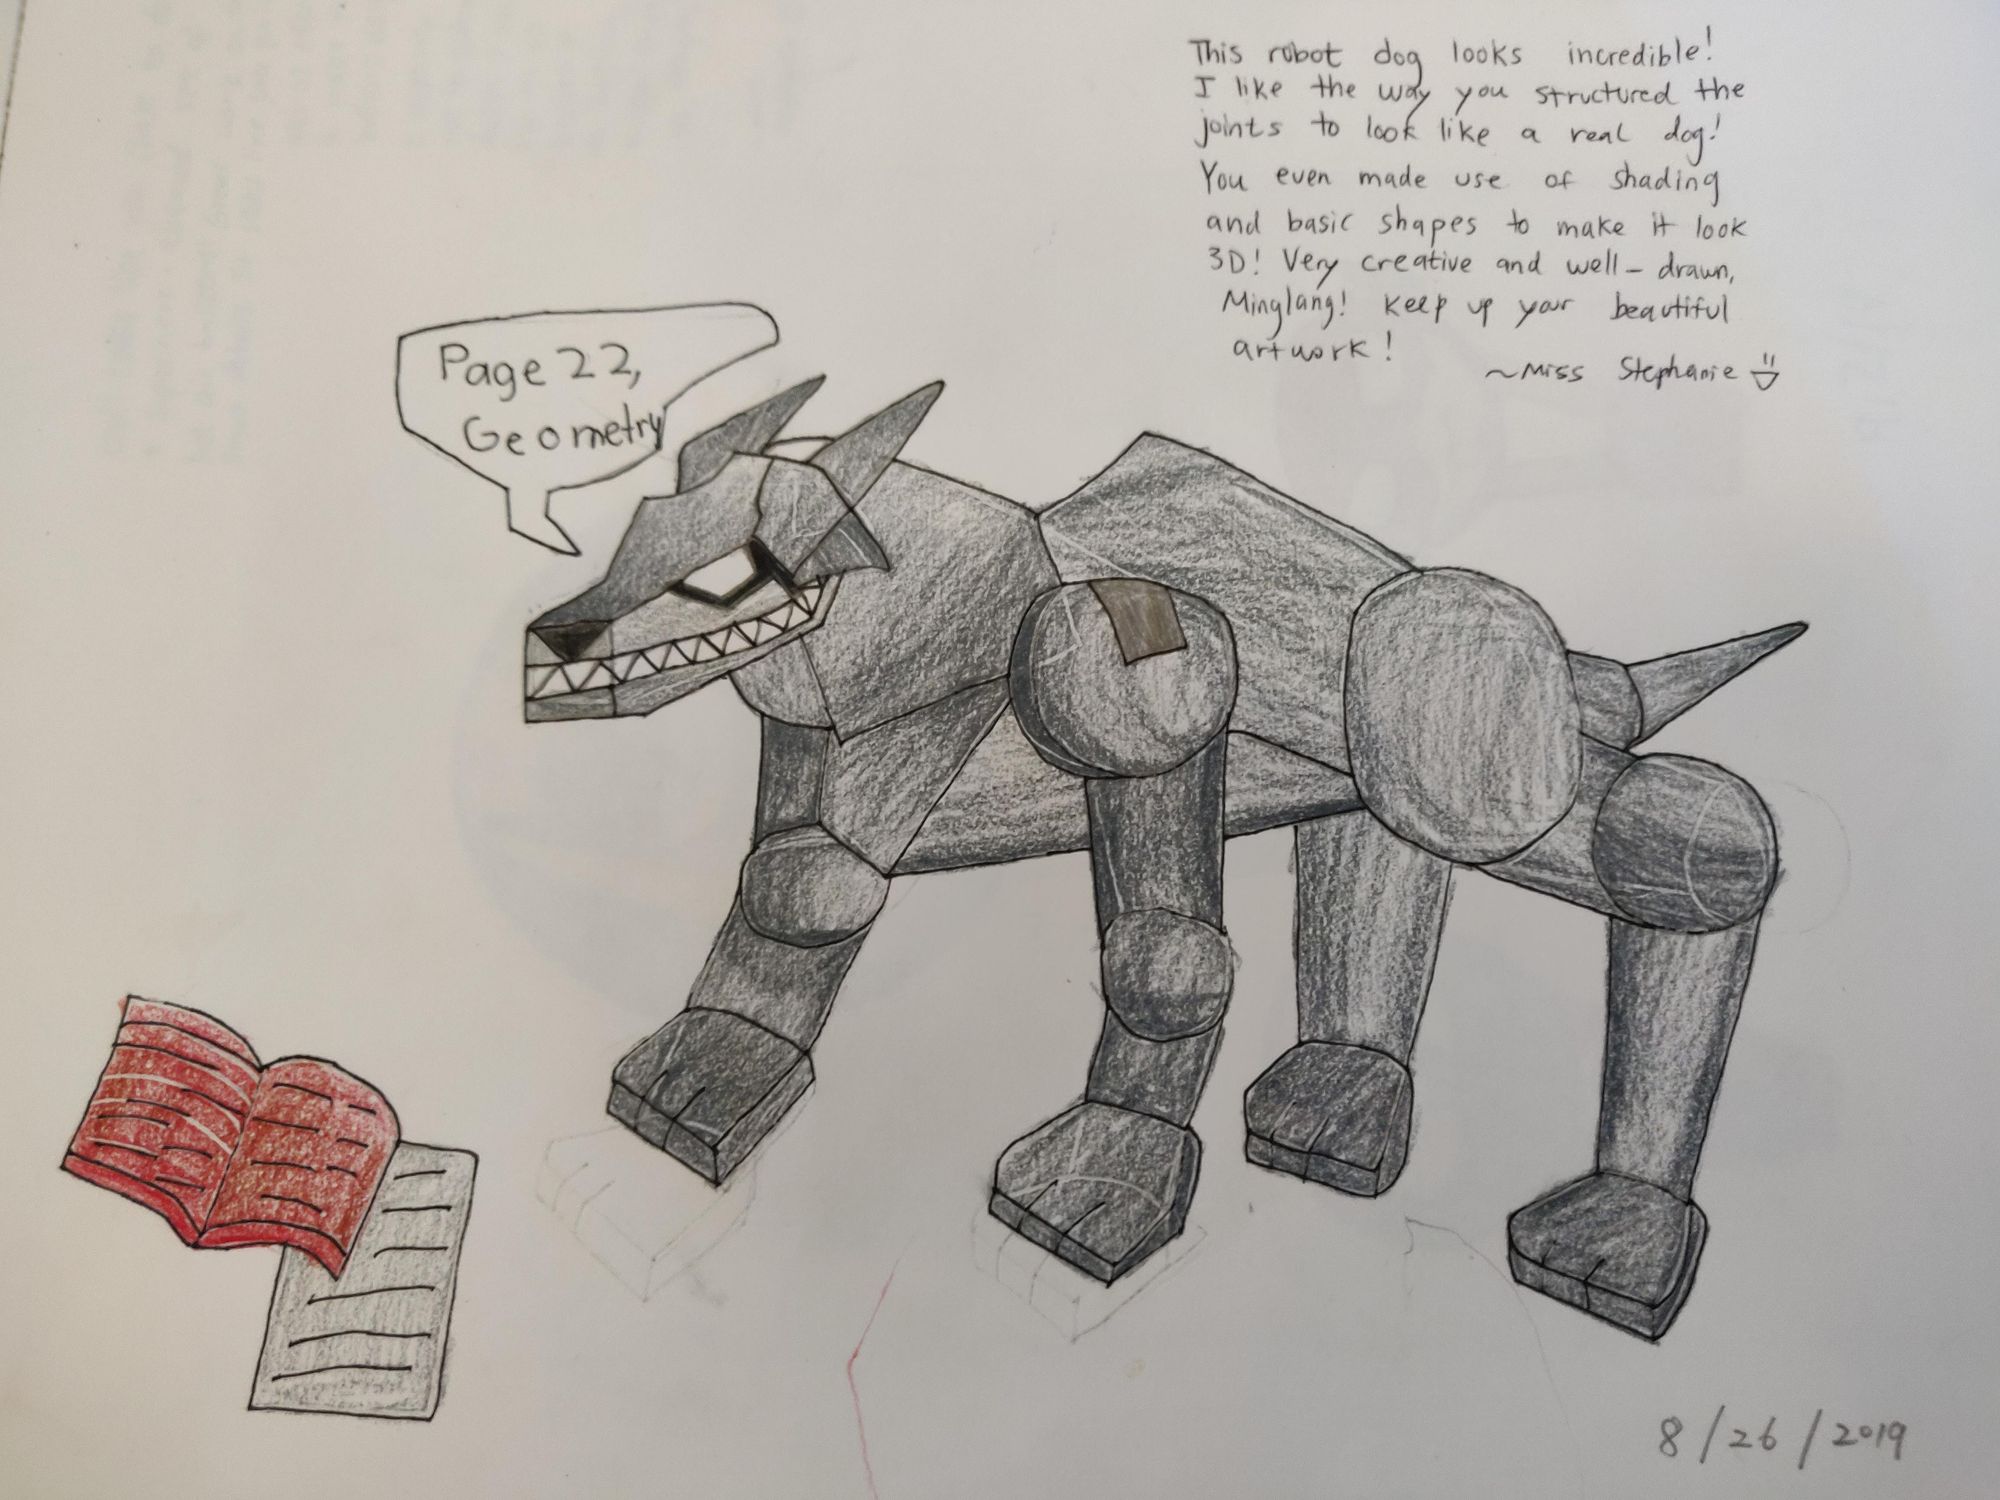 This robot dog looks incredible!
I like the way you structured the
joints to look like a real dog!
You even made use of shading
and basic shapes to make it look
3D! Very creative and well-drawn,
Minglang! Keep up your beautiful
artwork!
~Miss Stephanie
Page 22,
Geometry
8/26/2019